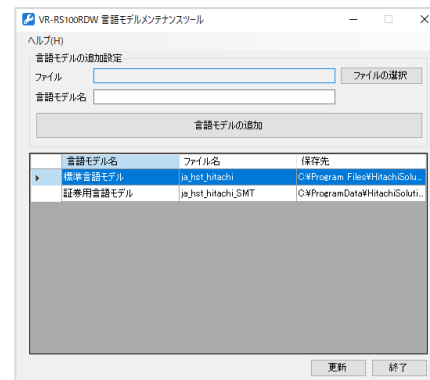 VR-RS100RDW 言語モデルメンテナンスツール
ヘルプ(H)
言語モデルの追加設定
ファイル ファイルの選択
言語モデル名
言語モデルの追加
言語モデル名 ファイル名 保存先
標準言語モデル ja_hst_hitachi C:¥Program Files¥HitachiSolu...
証券用言語モデル ja_hst_hitachi_SMT C:¥ProgramData¥HitachiSoluti...
更新 終了